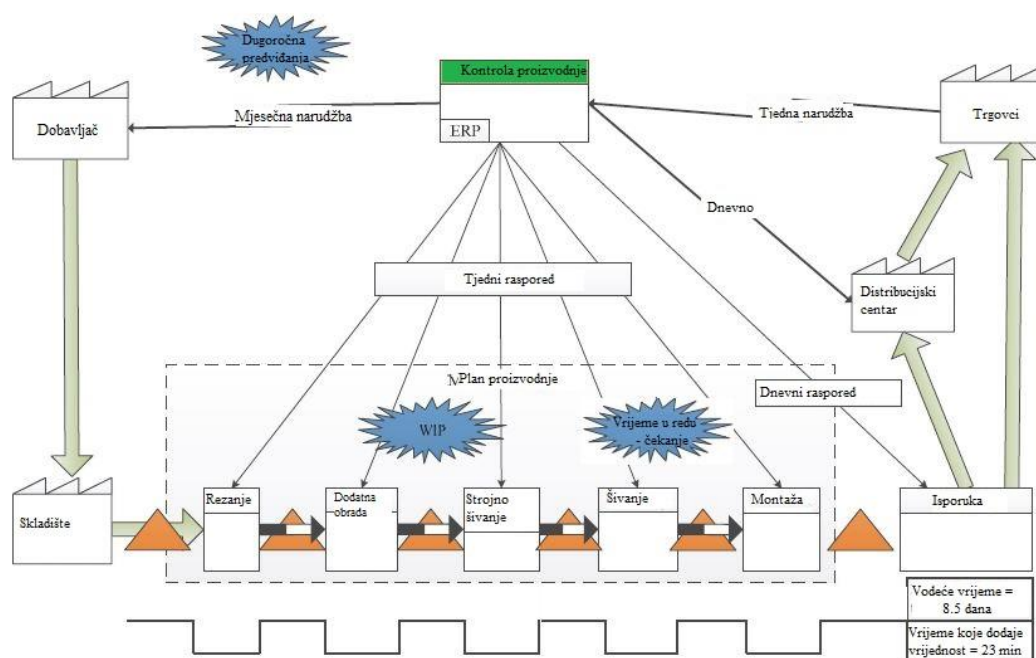 Dugoročna
predviđanja
Kontrola proizvodnje
ERP
Dobavljač
Mjesečna narudžba
Tjedna narudžba
Trgovci
Dnevno
Tjedni raspored
Distribucijski
centar
Plan proizvodnje
Dnevni raspored
WIP
Vrijeme u redu
- čekanje
Skladište
Rezanje
Dodatna
obrada
Strojno
šivanje
Šivanje
Montaža
Isporuka
Vodeće vrijeme =
8.5 dana
Vrijeme koje dodaje
vrijednost = 23 min